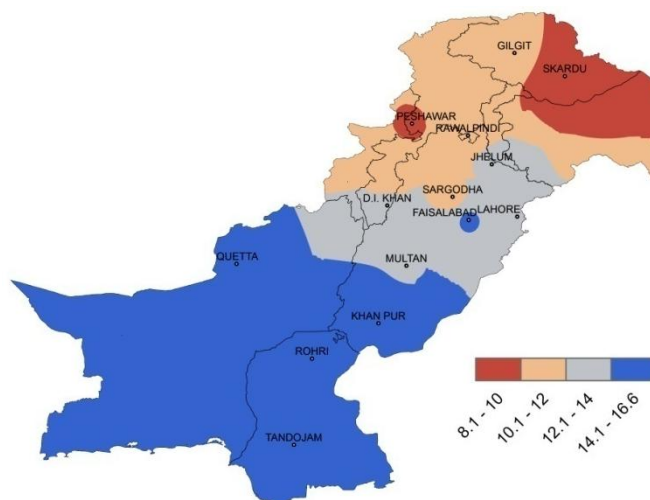 GILGIT
SKARDU
PESHAWAR
RAWALPINDI
JHELUM
SARGODHA
D.I. KHAN
FAISALABAD
LAHORE
QUETTA
MULTAN
KHAN PUR
ROHRI
TANDOJAM
8.1 - 10
10.1 - 12
12.1 - 14
14.1 - 16.6